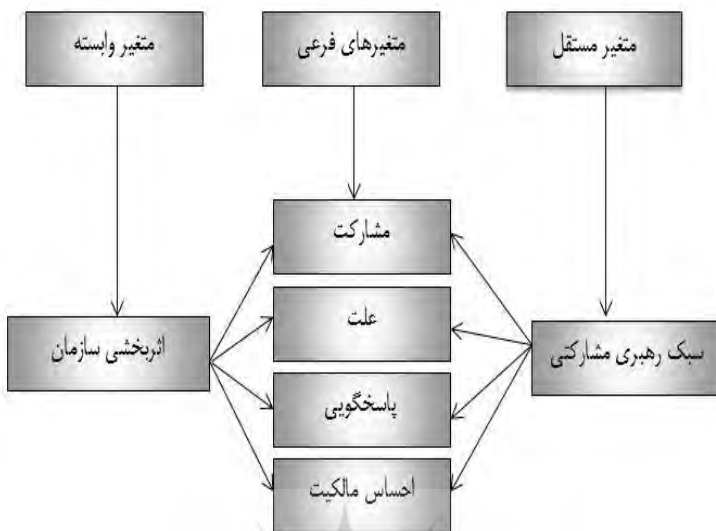 متغیر مستقل
متغیرهای فرعی
متغیر وابسته
مشارکت
علت
سبک رهبری مشارکتی
اثربخشی سازمان
پاسخگویی
احساس مالکیت